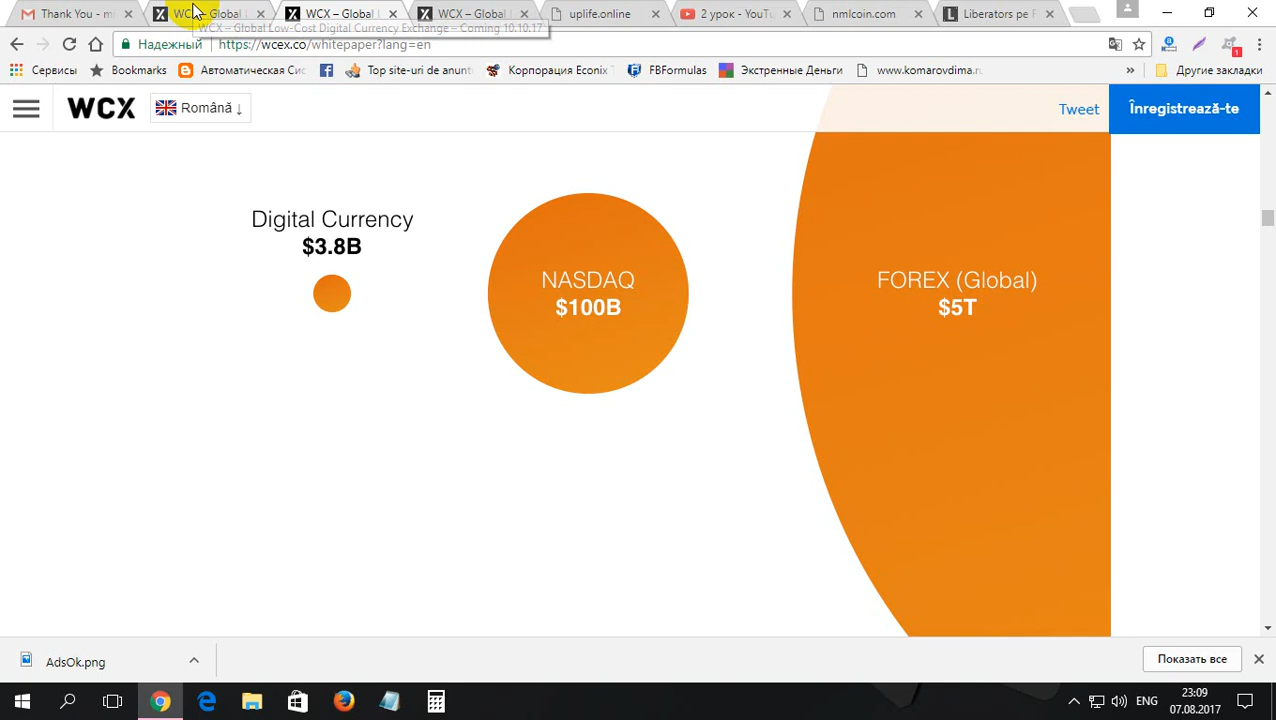 Thank You - m
WCX – Global L
WCX – Global L
WCX – Global L
uplife.online
2 урос - YouTu
nmlcoin.com
Liberators pe f
WCX – Global Low-Cost Digital Currency Exchange – Coming 10.10.17
Надежный
https://wcex.co/whitepaper?lang=en
1
Сервисы
Bookmarks
Автоматическая Сис
Top site-uri de anunt
Корпорация Econix
FBFormulas
Экстренные Деньги
www.komarovdima.ru
»
Другие закладки
WCX
Română ↓
Tweet
Înregistrează-te
Digital Currency
$3.8B
NASDAQ
$100B
FOREX (Global)
$5T
AdsOk.png
Показать все
ENG
23:09
07.08.2017